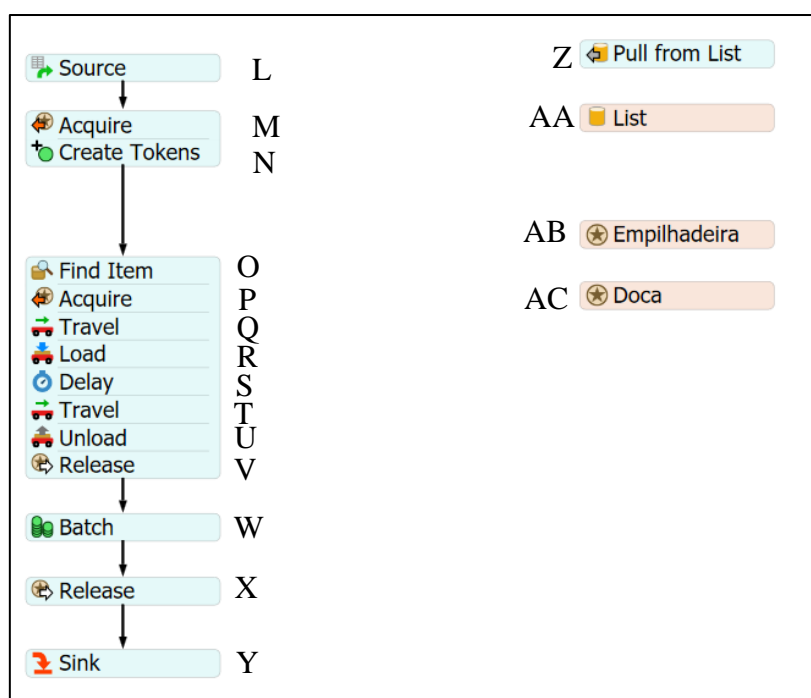 Source L
Acquire M
Create Tokens N
Find Item O
Acquire P
Travel Q
Load R
Delay S
Travel T
Unload U
Release V
Batch W
Release X
Sink Y
Z Pull from List
AA List
AB Empilhadeira
AC Doca